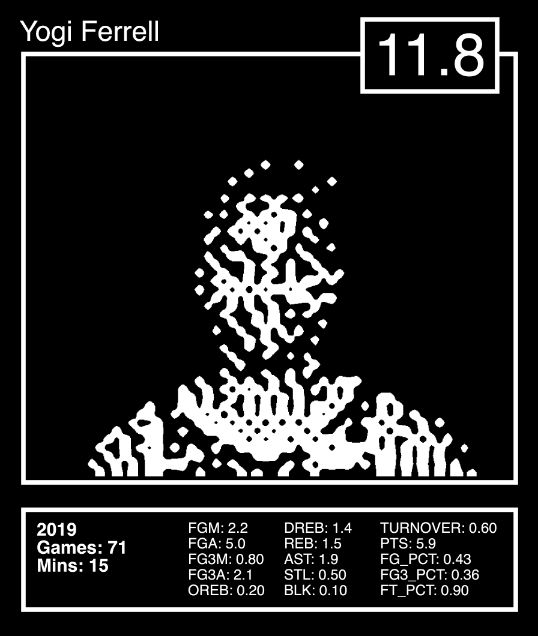 Yogi Ferrell
11.8
2019
Games: 71
Mins: 15
FGM: 2.2
FGA: 5.0
FG3M: 0.80
FG3A: 2.1
OREB: 0.20
DREB: 1.4
REB: 1.5
AST: 1.9
STL: 0.50
BLK: 0.10
TURNOVER: 0.60
PTS: 5.9
FG_PCT: 0.43
FG3_PCT: 0.36
FT_PCT: 0.90